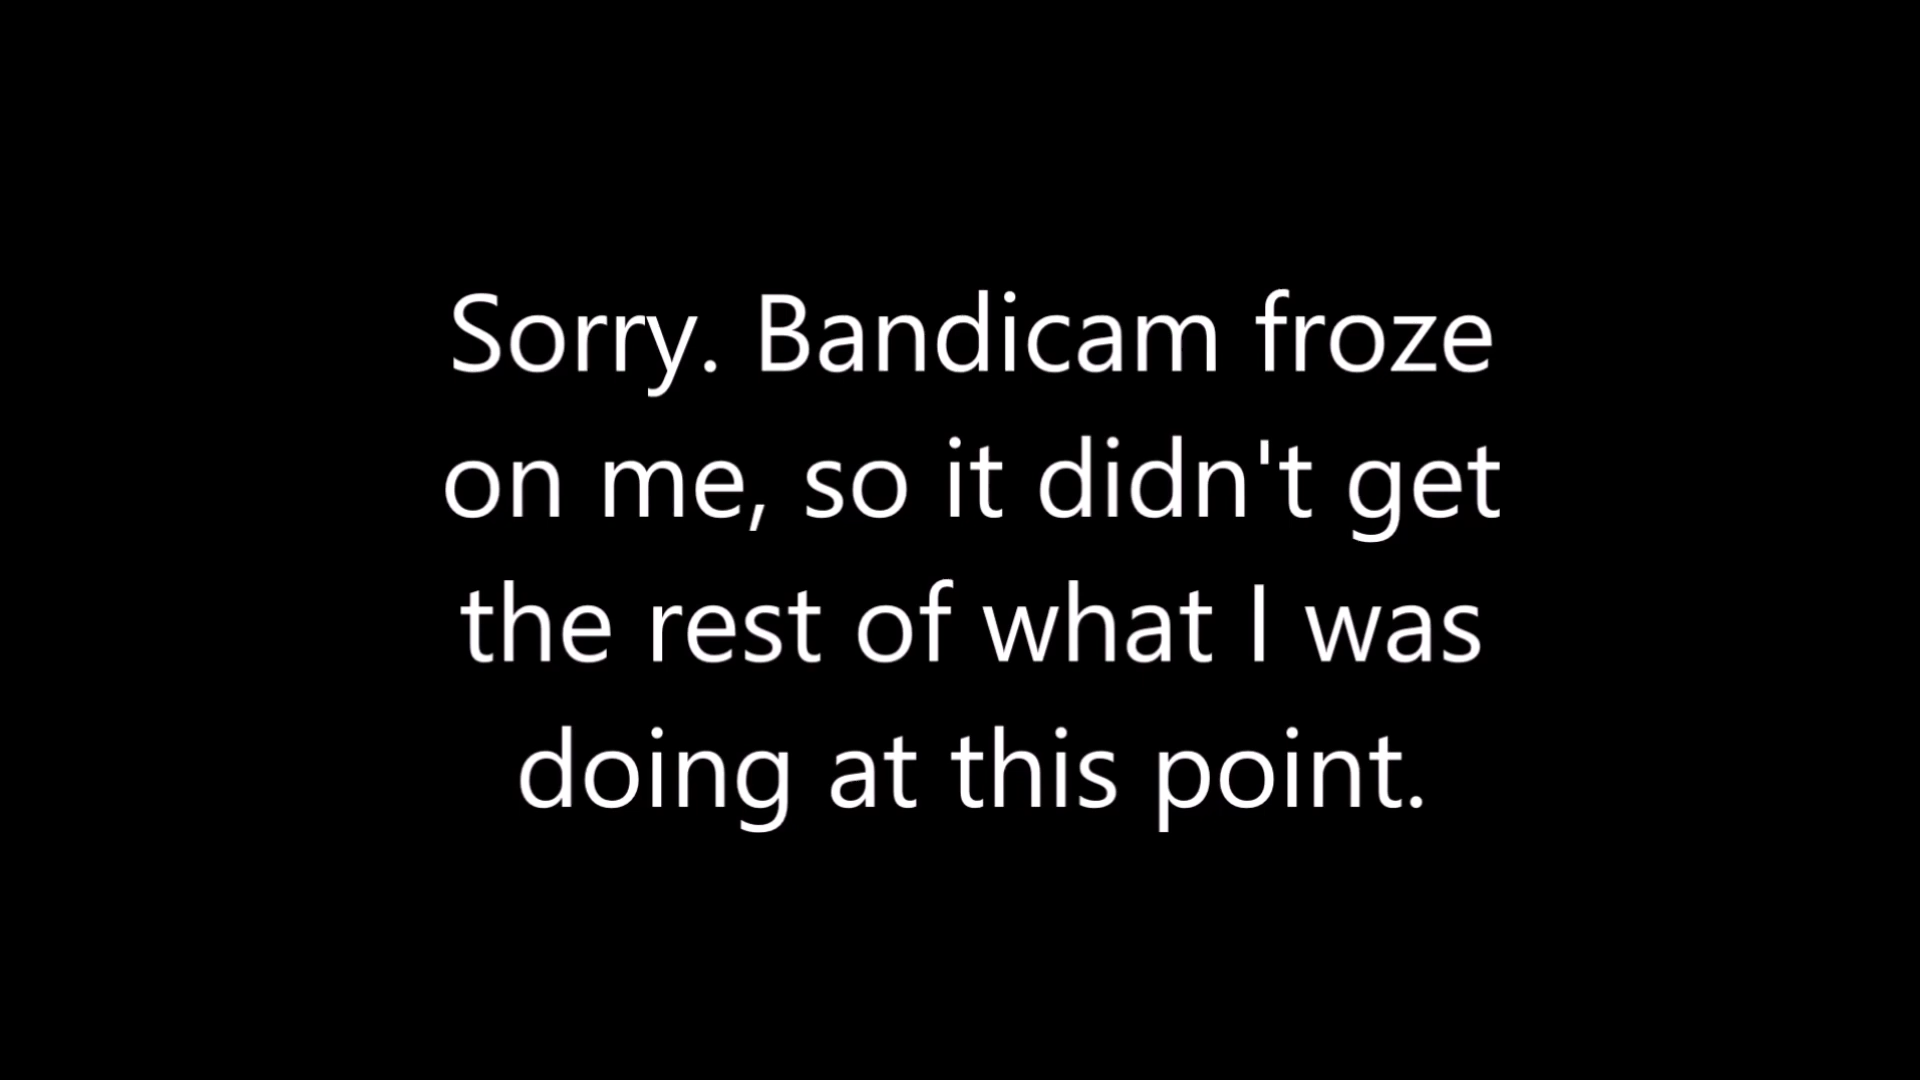 Sorry. Bandicam froze
on me, so it didn't get
the rest of what I was
doing at this point.